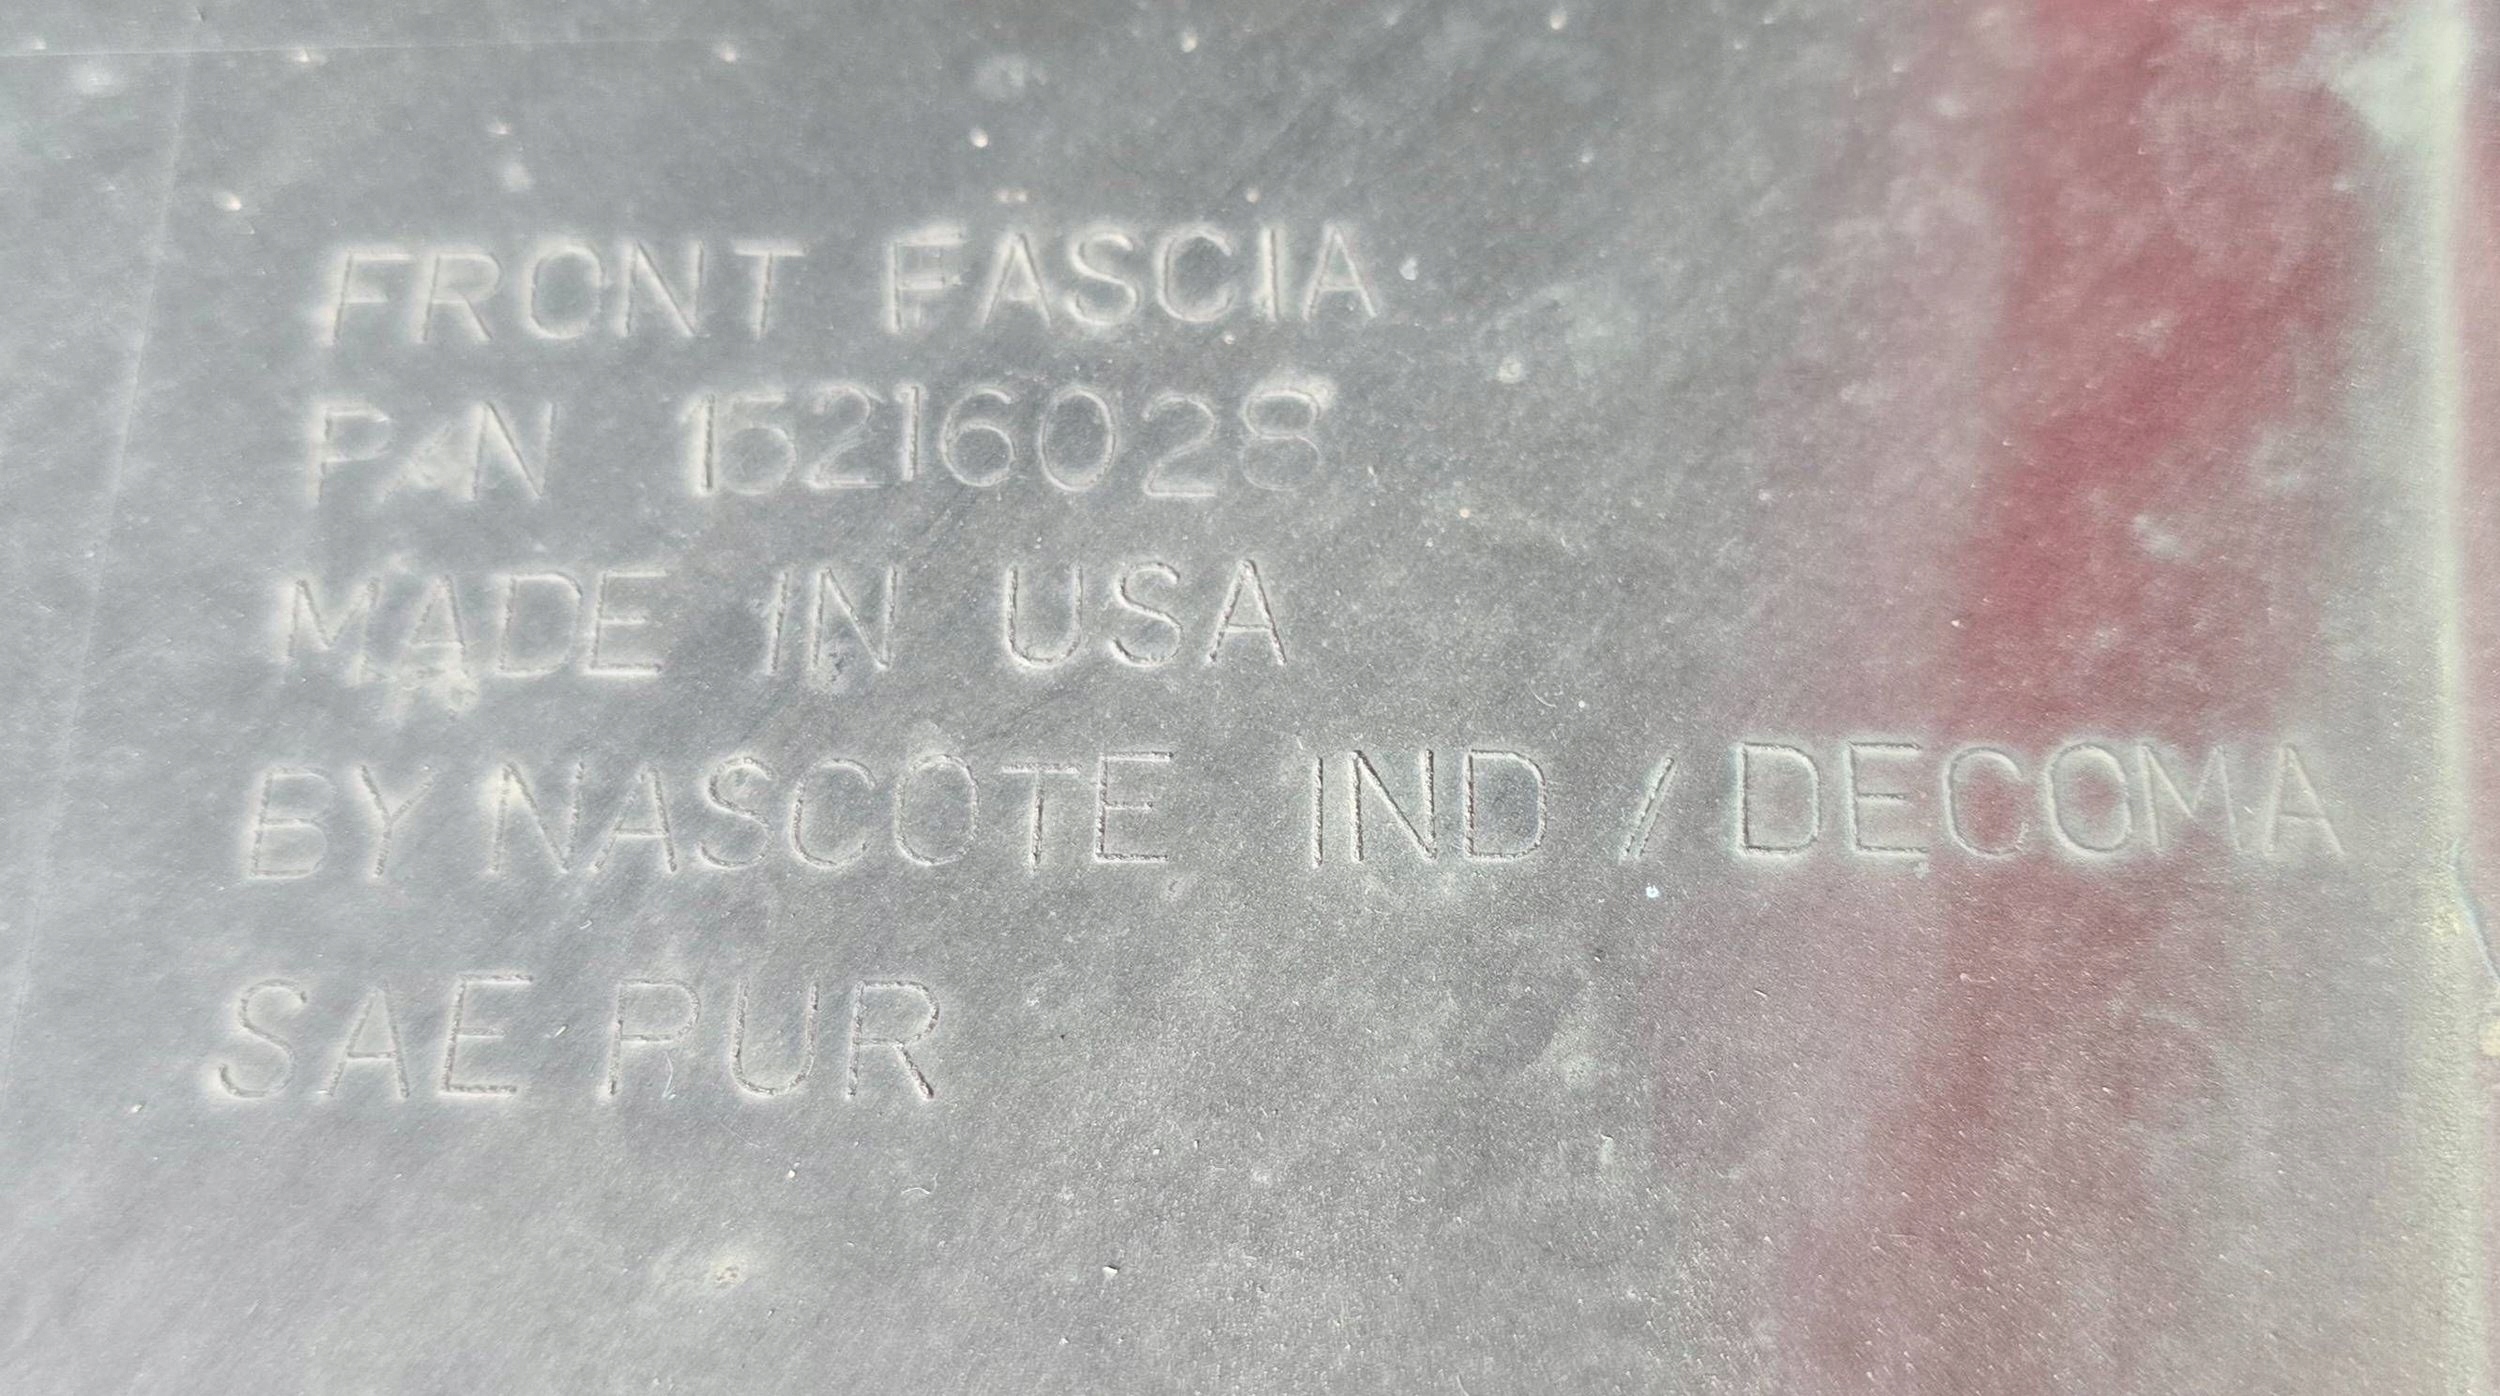 FRONT FASCIA
P/N 15216028
MADE IN USA
BY NASCOTE IND / DECOMA
SAE PUR